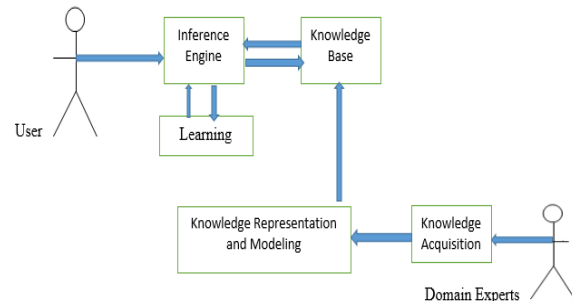 Inference
Engine
Knowledge
Base
User
Learning
Knowledge Representation
and Modeling
Knowledge
Acquisition
Domain Experts